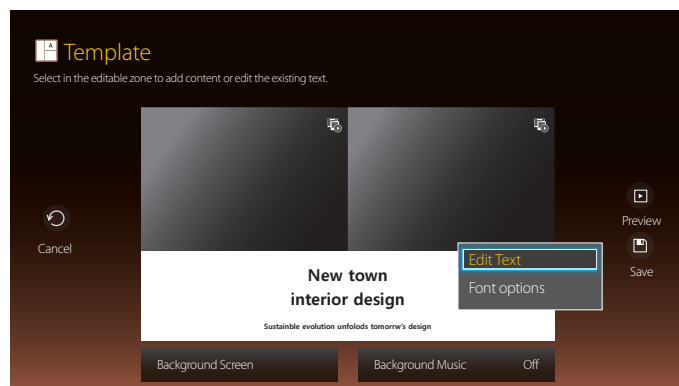 A
Template
Select in the editable zone to add content or edit the existing text.
Preview
Cancel
Edit Text
Save
New town
Font options
interior design
Sustainble evolution unfolods tomorrw's design
Background Screen
Background Music Off